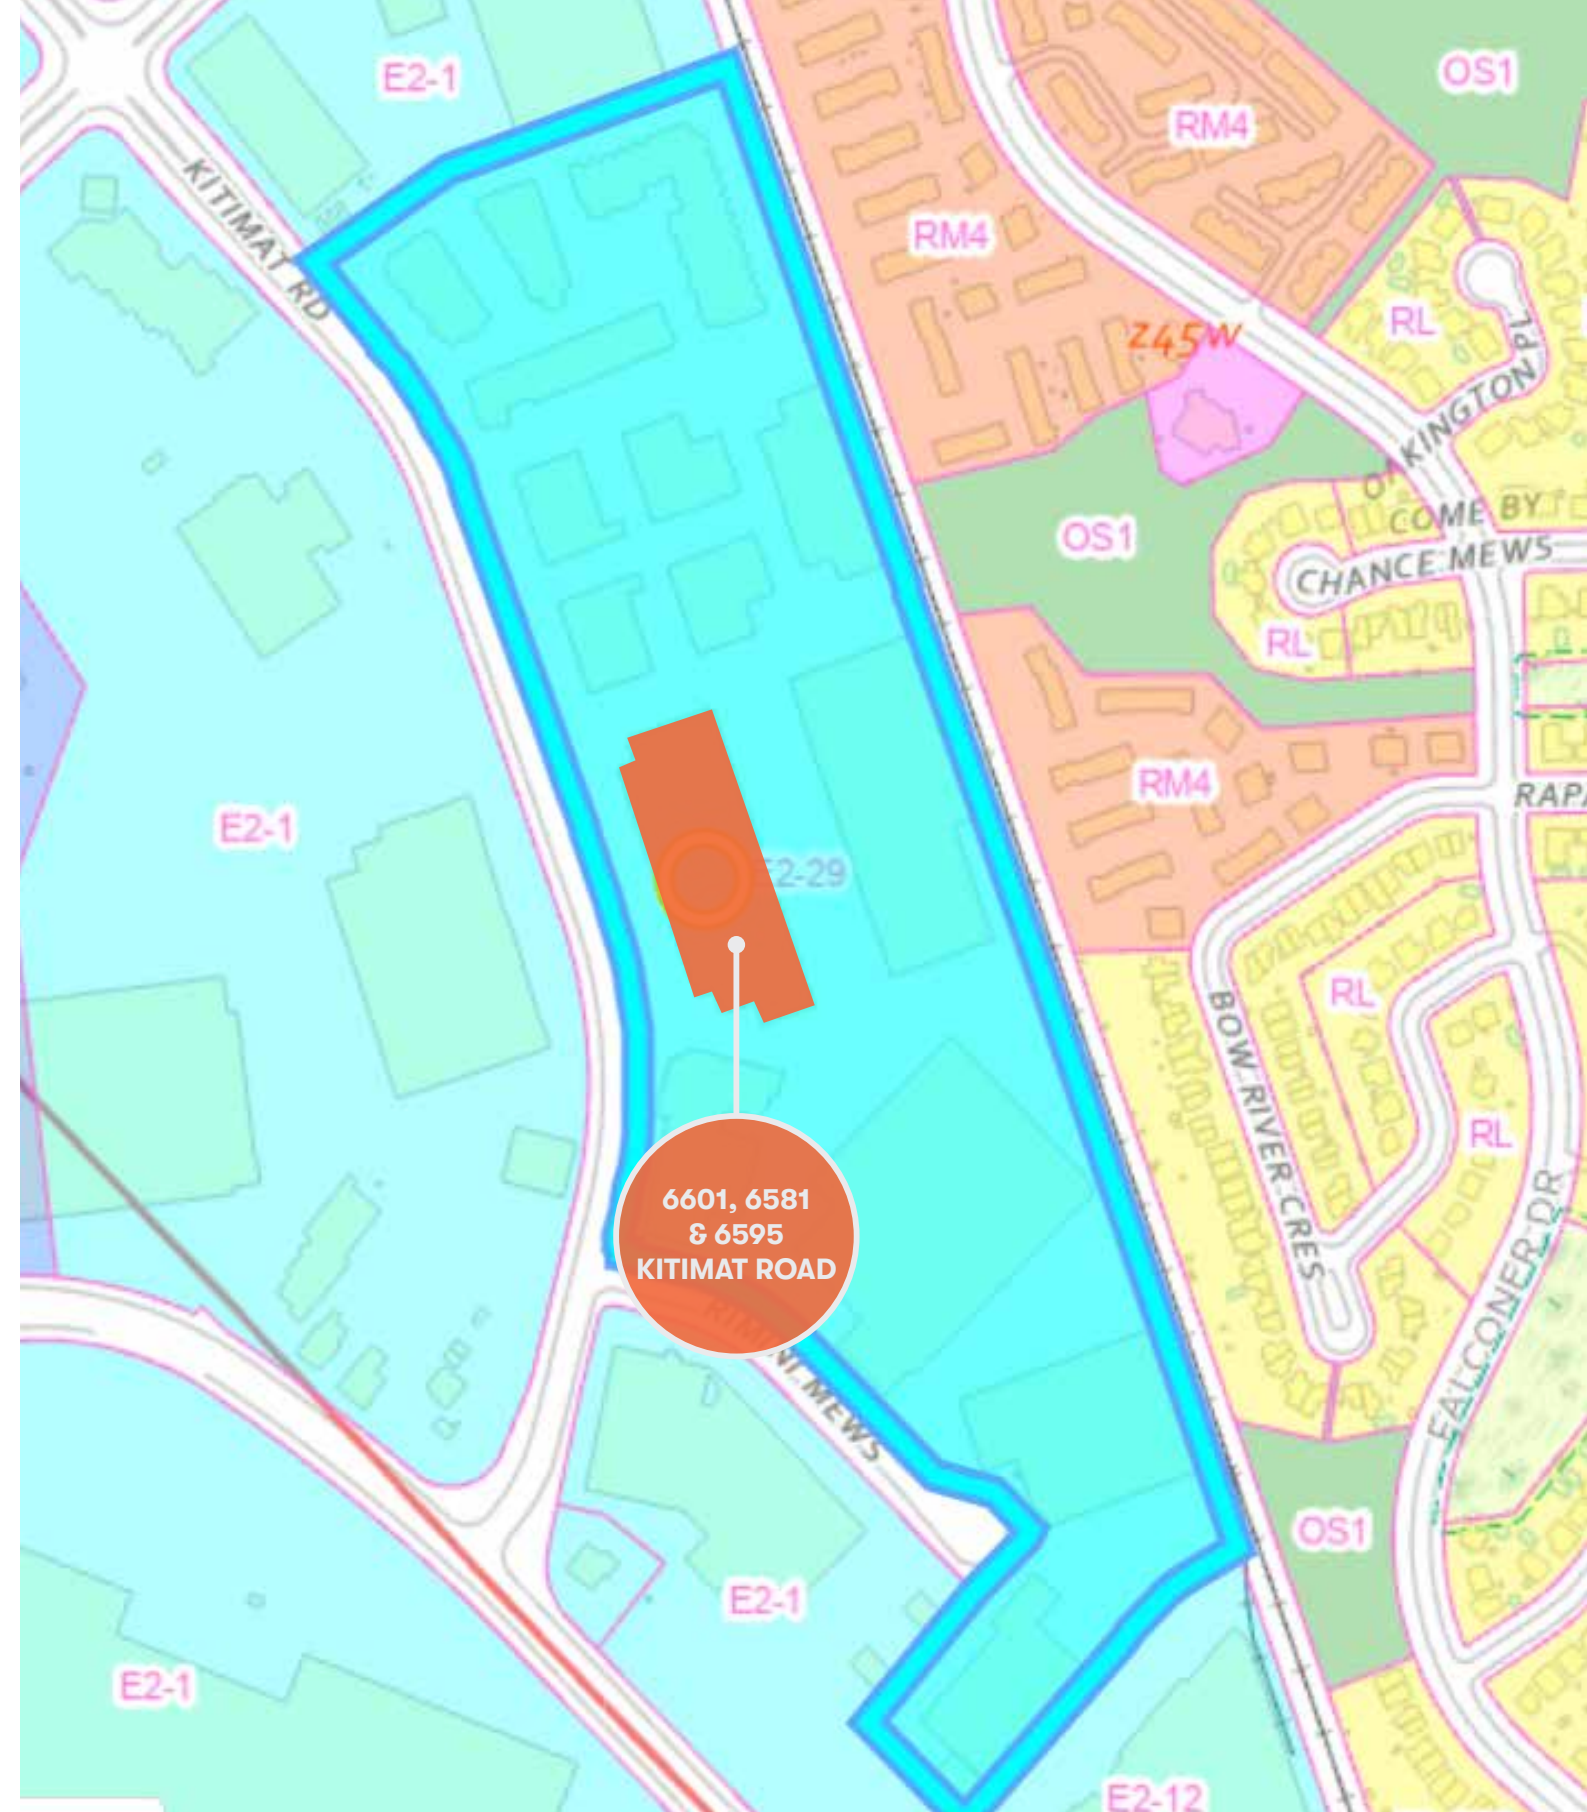 E2-1
OS1
RM4
KITIMAT RD
RM4
RL
Z45W
KINGTON PL
COME BY
CHANCE MEWS
OS1
RL
RM4
E2-1
E2-29
RL
BOW RIVER CRES
RL
6601, 6581
& 6595
KITIMAT ROAD
MEWS
FALCONER DR
OS1
E2-1
E2-1
E2-12